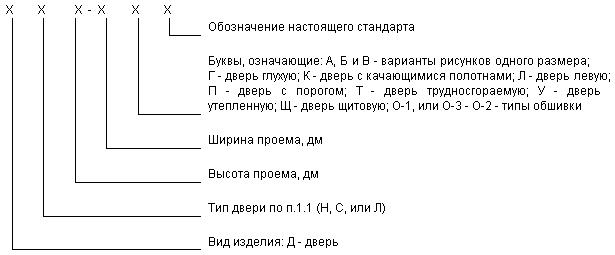 Х Х Х - Х Х Х
Обозначение настоящего стандарта
Буквы, означающие: А, Б и В - варианты рисунков одного размера;
Г - дверь глухую; К - дверь с качающимися полотнами; Л - дверь левую;
П - дверь с порогом; Т - дверь трудносгораемую; У - дверь
утепленную; Щ - дверь щитовую; О-1, или О-3 - О-2 - типы обшивки
Ширина проема, дм
Высота проема, дм
Тип двери по п.1.1 (Н, С, или Л)
Вид изделия: Д - дверь